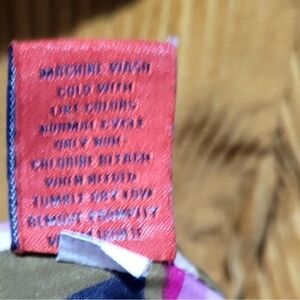 MACHINE WASH
COLD WITH
LIKE COLORS
NORMAL CYCLE
ONLY NON-
CHLORINE BLEACH
WHEN NEEDED
TUMBLE DRY LOW
REMOVE PROMPTLY